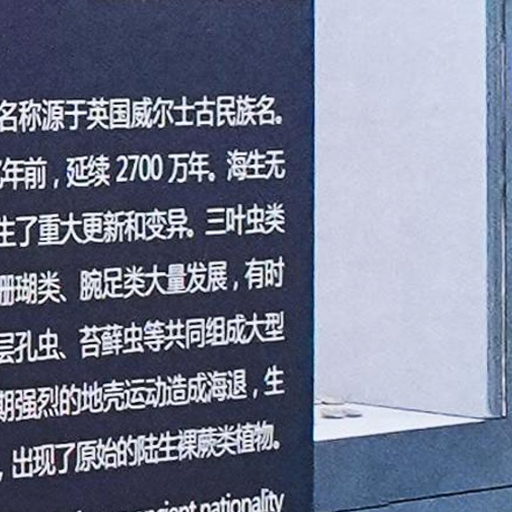 名称源于英国威尔士古民族名。
年前，延续 2700 万年。海生无
生了重大更新和变异。三叶虫类
珊瑚类、腕足类大量发展，有时
层孔虫、苔藓虫等共同组成大型
期强烈的地壳运动造成海退，生
，出现了原始的陆生裸蕨类植物。
ancient nationality